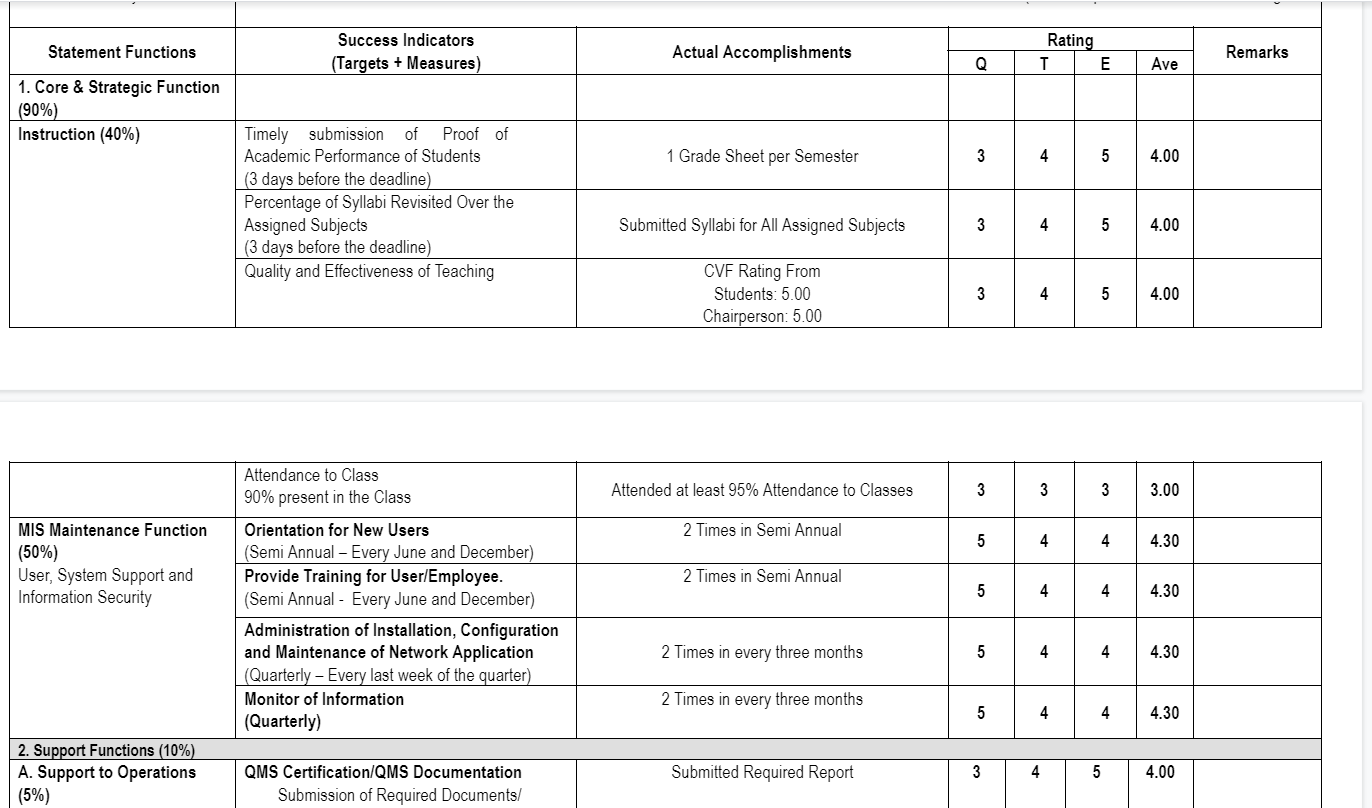 Statement Functions
Success Indicators
(Targets + Measures)
Actual Accomplishments
Rating
Q T E Ave
Remarks
1. Core & Strategic Function
(90%)
Instruction (40%)
Timely submission of Proof of
Academic Performance of Students
(3 days before the deadline)
1 Grade Sheet per Semester
3 4 5 4.00
Percentage of Syllabi Revisited Over the
Assigned Subjects
(3 days before the deadline)
Submitted Syllabi for All Assigned Subjects
3 4 5 4.00
Quality and Effectiveness of Teaching
CVF Rating From
Students: 5.00
Chairperson: 5.00
3 4 5 4.00
Attendance to Class
90% present in the Class
Attended at least 95% Attendance to Classes
3 3 3 3.00
MIS Maintenance Function
(50%)
User, System Support and
Information Security
Orientation for New Users
(Semi Annual – Every June and December)
2 Times in Semi Annual
5 4 4 4.30
Provide Training for User/Employee.
(Semi Annual - Every June and December)
2 Times in Semi Annual
5 4 4 4.30
Administration of Installation, Configuration
and Maintenance of Network Application
(Quarterly – Every last week of the quarter)
2 Times in every three months
5 4 4 4.30
Monitor of Information
(Quarterly)
2 Times in every three months
5 4 4 4.30
2. Support Functions (10%)
A. Support to Operations
(5%)
QMS Certification/QMS Documentation
Submission of Required Documents/
Submitted Required Report
3 4 5 4.00